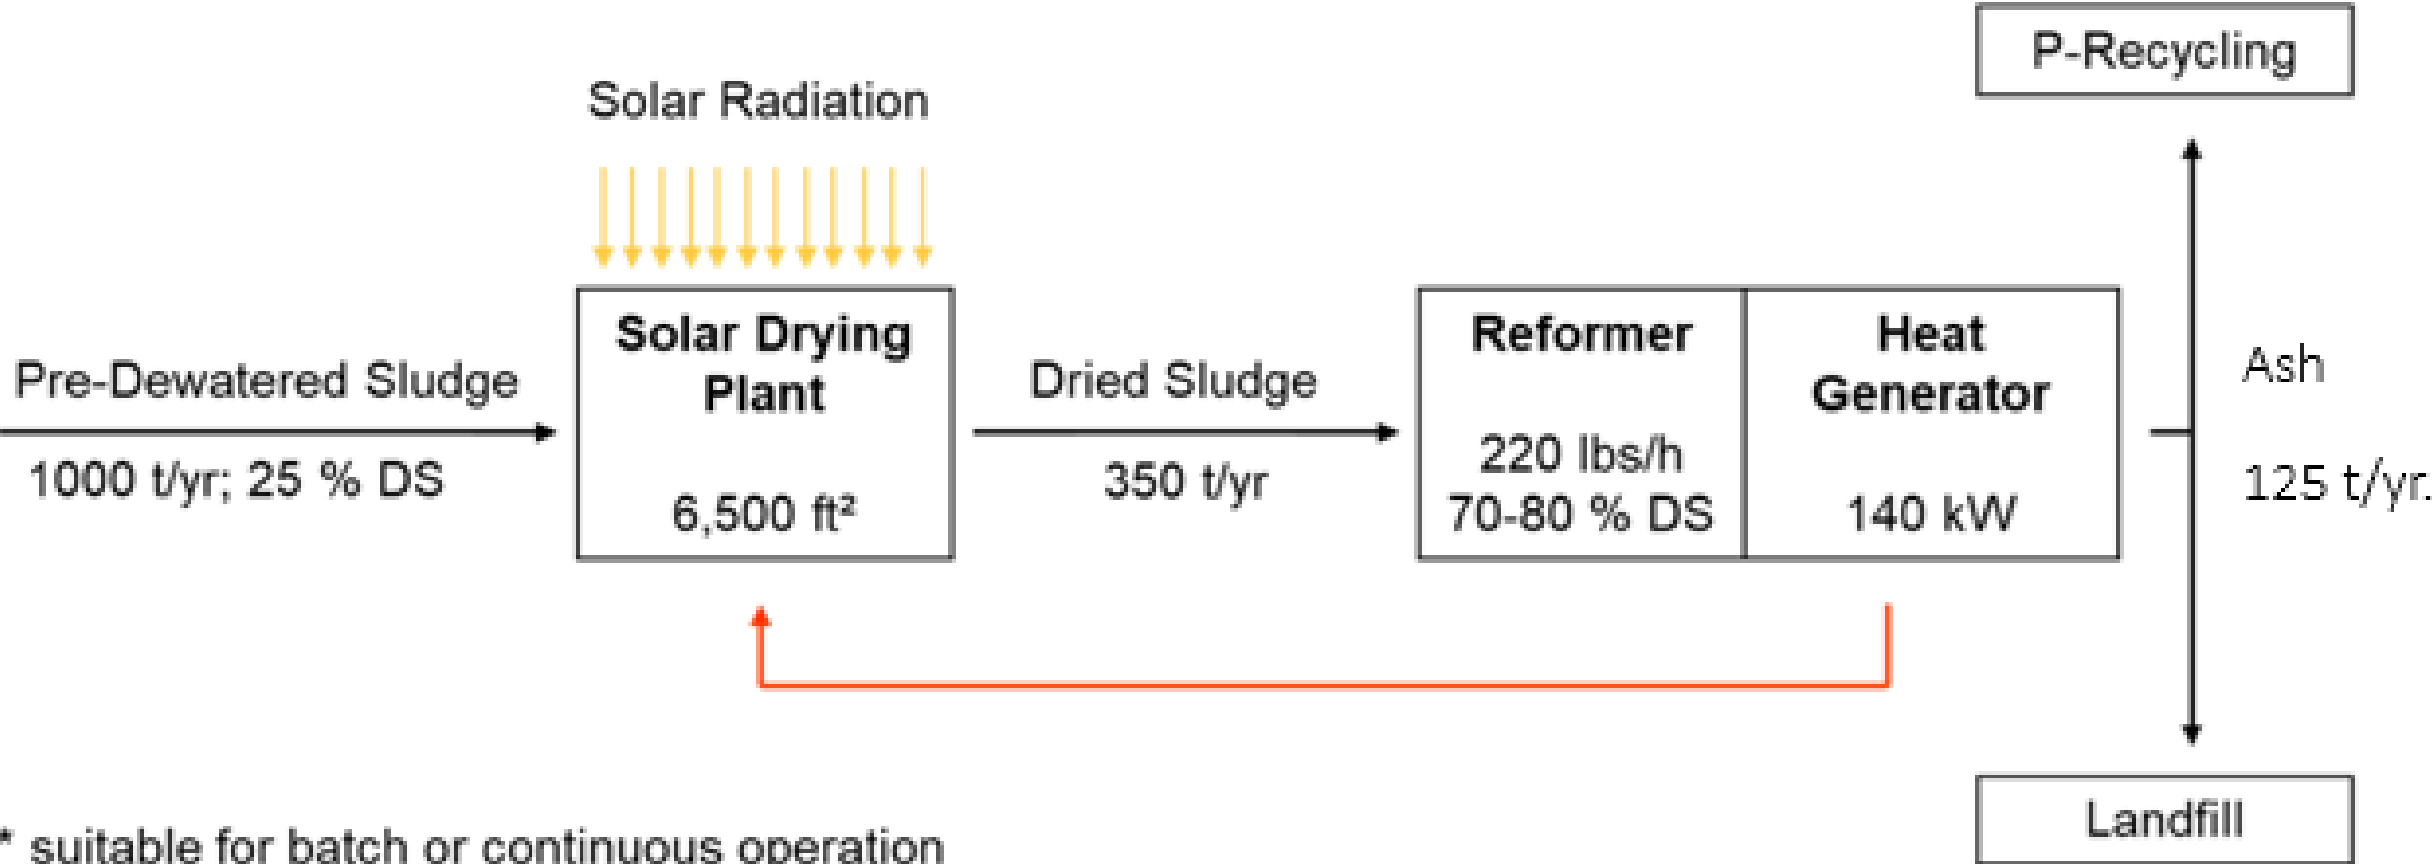 P-Recycling
Solar Radiation
Pre-Dewatered Sludge
1000 t/yr; 25 % DS
Solar Drying
Plant
6,500 ft²
Dried Sludge
350 t/yr
Reformer
220 lbs/h
70-80 % DS
Heat
Generator
140 kW
Ash
125 t/yr.
Landfill
* suitable for batch or continuous operation